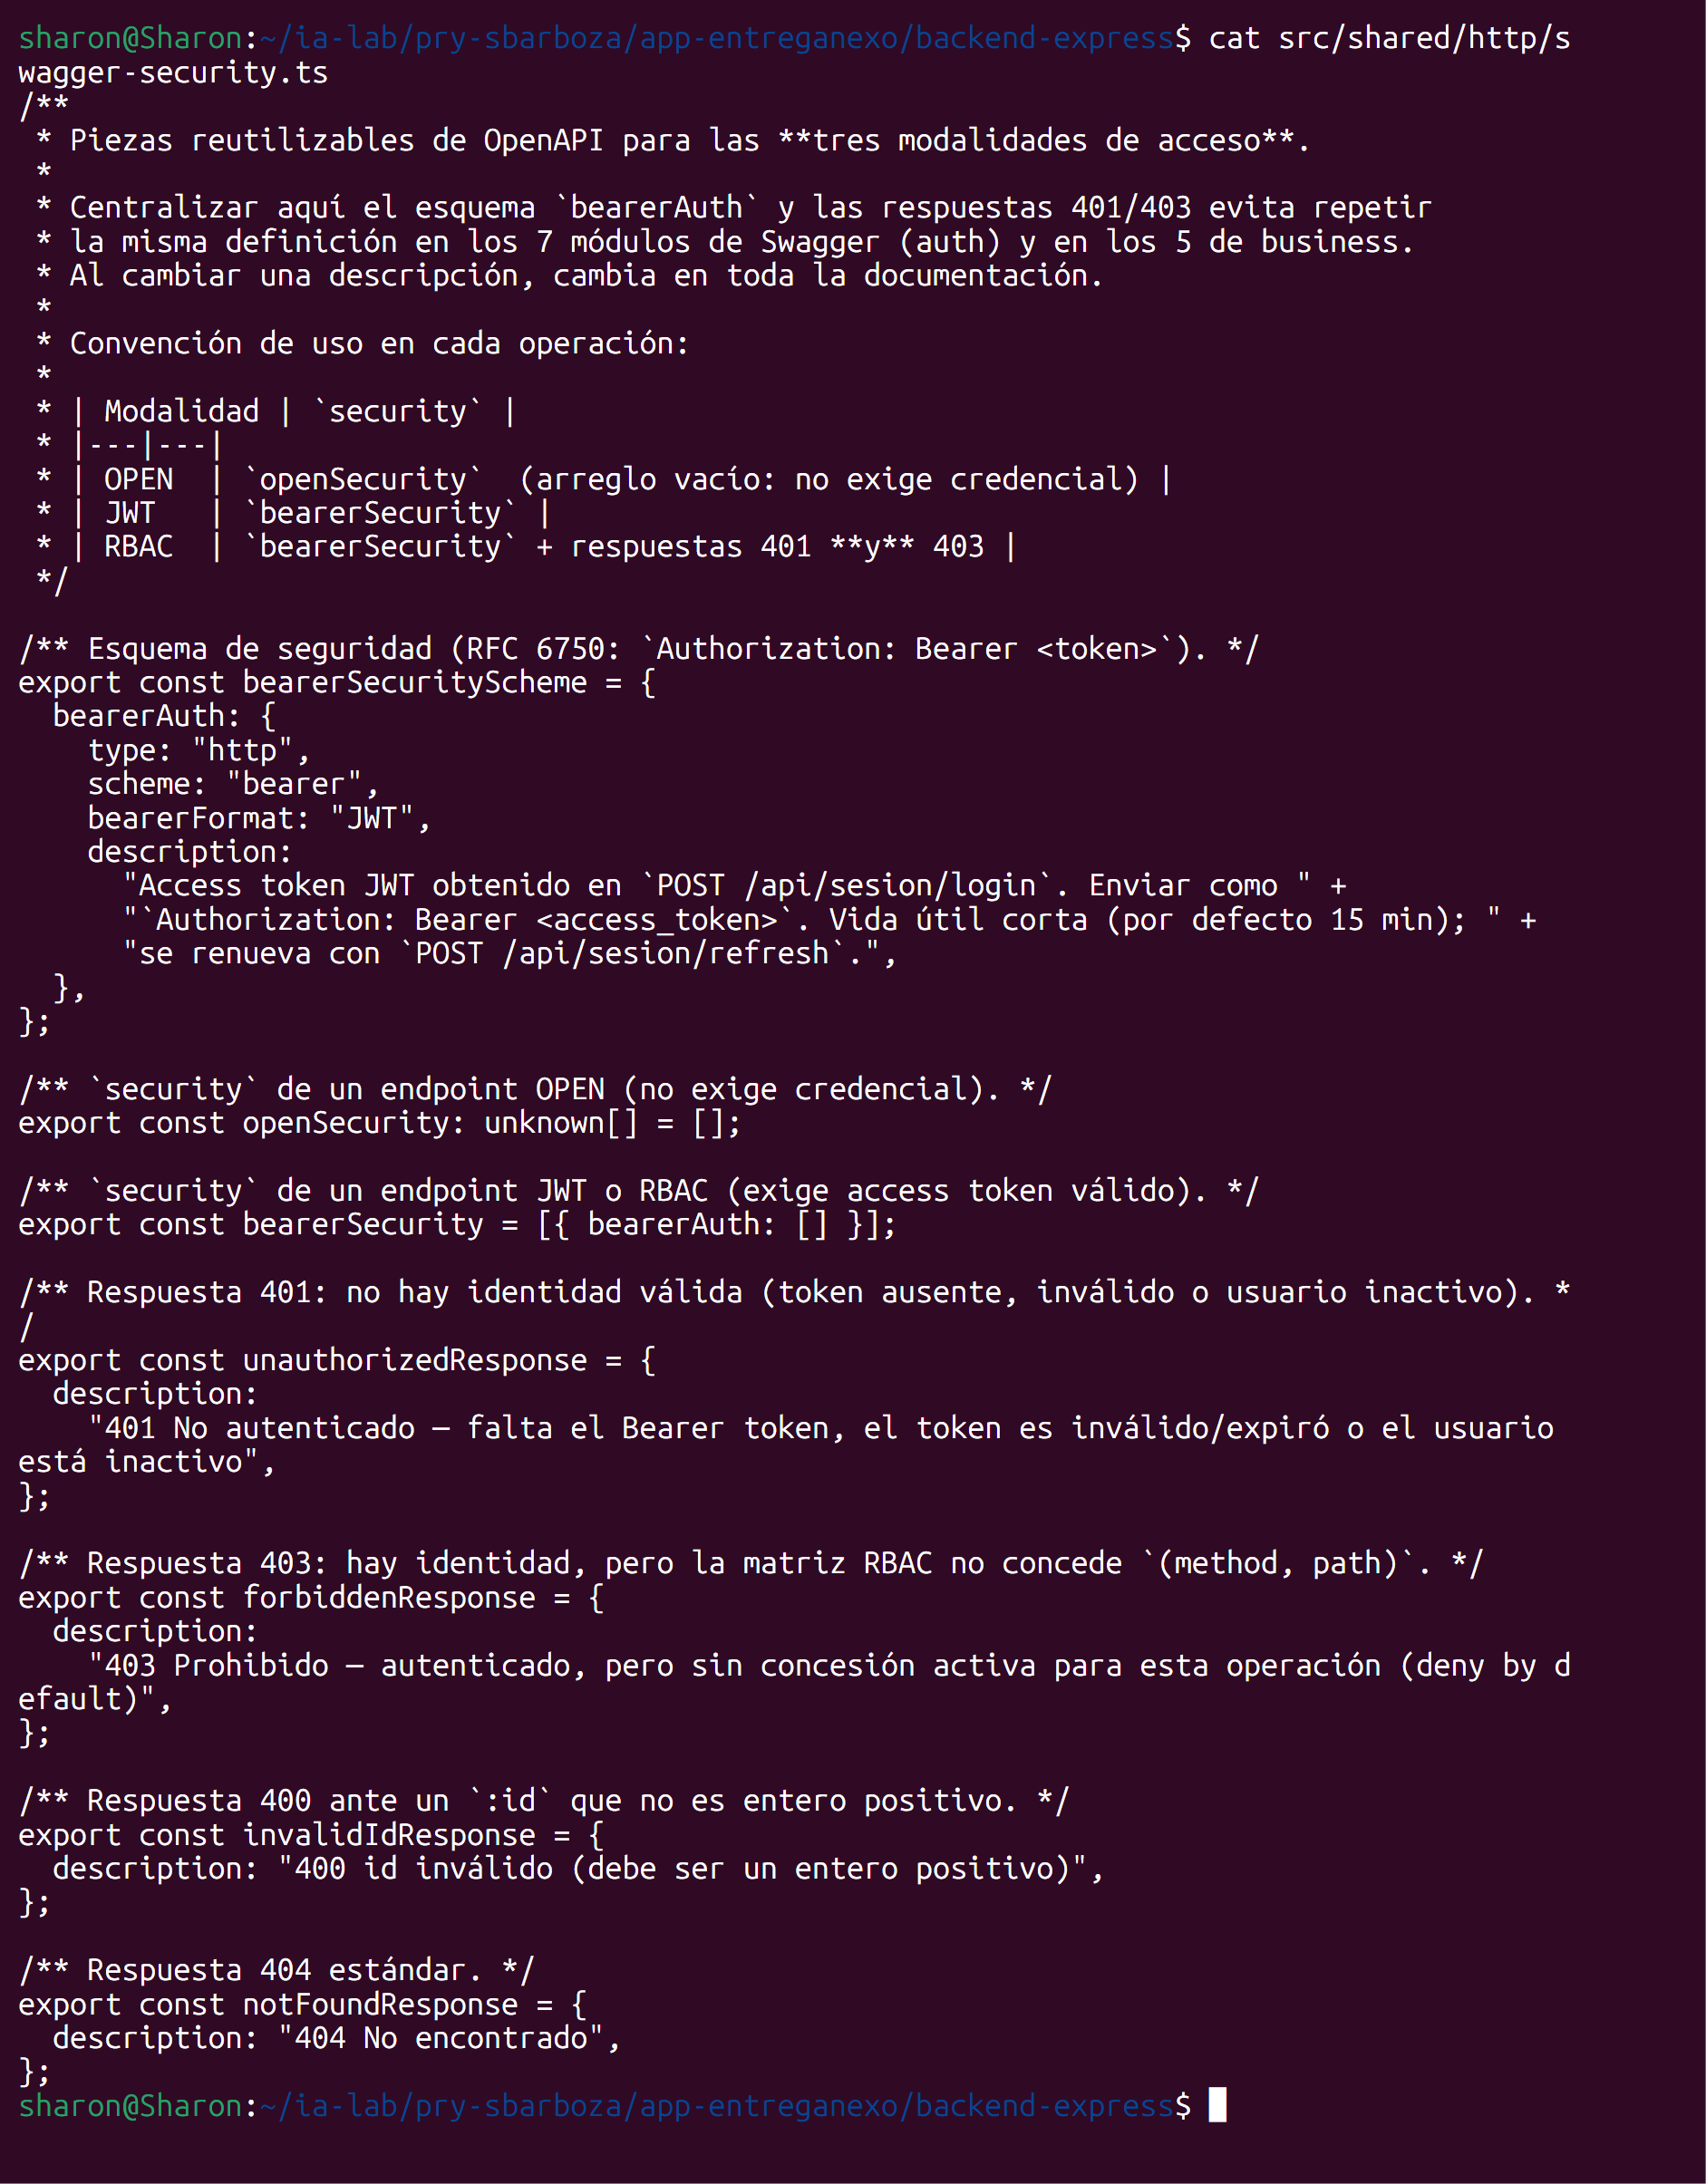 sharon@Sharon:~/ia-lab/pry-sbarboza/app-entreganexo/backend-express$ cat src/shared/http/s
wagger-security.ts
/**
 * Piezas reutilizables de OpenAPI para las **tres modalidades de acceso**.
 *
 * Centralizar aquí el esquema `bearerAuth` y las respuestas 401/403 evita repetir
 * la misma definición en los 7 módulos de Swagger (auth) y en los 5 de business.
 * Al cambiar una descripción, cambia en toda la documentación.
 *
 * Convención de uso en cada operación:
 *
 * | Modalidad | `security` |
 * |---|---|
 * | OPEN  | `openSecurity`  (arreglo vacío: no exige credencial) |
 * | JWT   | `bearerSecurity` |
 * | RBAC  | `bearerSecurity` + respuestas 401 **y** 403 |
 */

/** Esquema de seguridad (RFC 6750: `Authorization: Bearer <token>`). */
export const bearerSecurityScheme = {
  bearerAuth: {
    type: "http",
    scheme: "bearer",
    bearerFormat: "JWT",
    description:
      "Access token JWT obtenido en `POST /api/sesion/login`. Enviar como " +
      "`Authorization: Bearer <access_token>`. Vida útil corta (por defecto 15 min); " +
      "se renueva con `POST /api/sesion/refresh`.",
  },
};

/** `security` de un endpoint OPEN (no exige credencial). */
export const openSecurity: unknown[] = [];

/** `security` de un endpoint JWT o RBAC (exige access token válido). */
export const bearerSecurity = [{ bearerAuth: [] }];

/** Respuesta 401: no hay identidad válida (token ausente, inválido o usuario inactivo). *
/
export const unauthorizedResponse = {
  description:
    "401 No autenticado — falta el Bearer token, el token es inválido/expiró o el usuario
está inactivo",
};

/** Respuesta 403: hay identidad, pero la matriz RBAC no concede `(method, path)`. */
export const forbiddenResponse = {
  description:
    "403 Prohibido — autenticado, pero sin concesión activa para esta operación (deny by d
efault)",
};

/** Respuesta 400 ante un `:id` que no es entero positivo. */
export const invalidIdResponse = {
  description: "400 id inválido (debe ser un entero positivo)",
};

/** Respuesta 404 estándar. */
export const notFoundResponse = {
  description: "404 No encontrado",
};
sharon@Sharon:~/ia-lab/pry-sbarboza/app-entreganexo/backend-express$